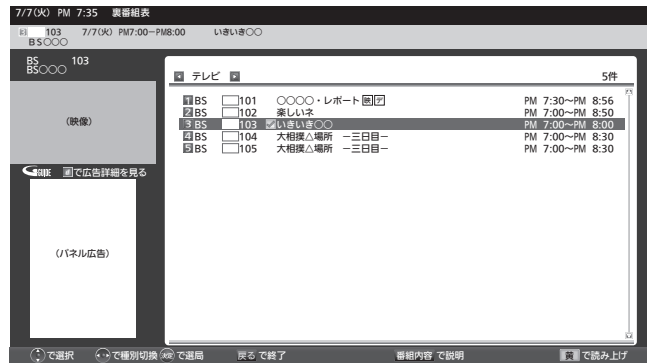 7/7(火) PM 7:35 裏番組表
103 7/7(火) PM7:00－PM8:00 いきいき○○
BS○○○
BS 103
BS○○○
テレビ 5件
1 BS 101 ○○○○・レポート 映 デ PM 7:30～PM 8:56
2 BS 102 楽しいネ PM 7:00～PM 8:50
3 BS 103 いきいき○○ PM 7:00～PM 8:00
4 BS 104 大相撲△場所 －三日目－ PM 7:00～PM 8:30
5 BS 105 大相撲△場所 －三日目－ PM 7:00～PM 8:30
（映像）
G GUIDE dで広告詳細を見る
（パネル広告）
で選択 で種別切換 決定 で選局 戻る で終了 番組内容 で説明 黄 で読み上げ